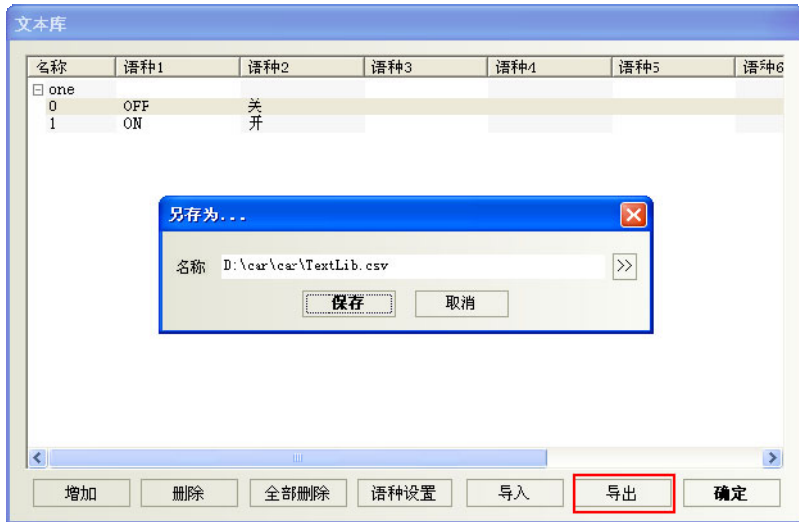 文本库
名称 语种1 语种2 语种3 语种4 语种5 语种6
one
0 OFF 关
1 ON 开
另存为...
名称 D:\car\car\TextLib.csv >>
保存 取消
增加 删除 全部删除 语种设置 导入 导出 确定